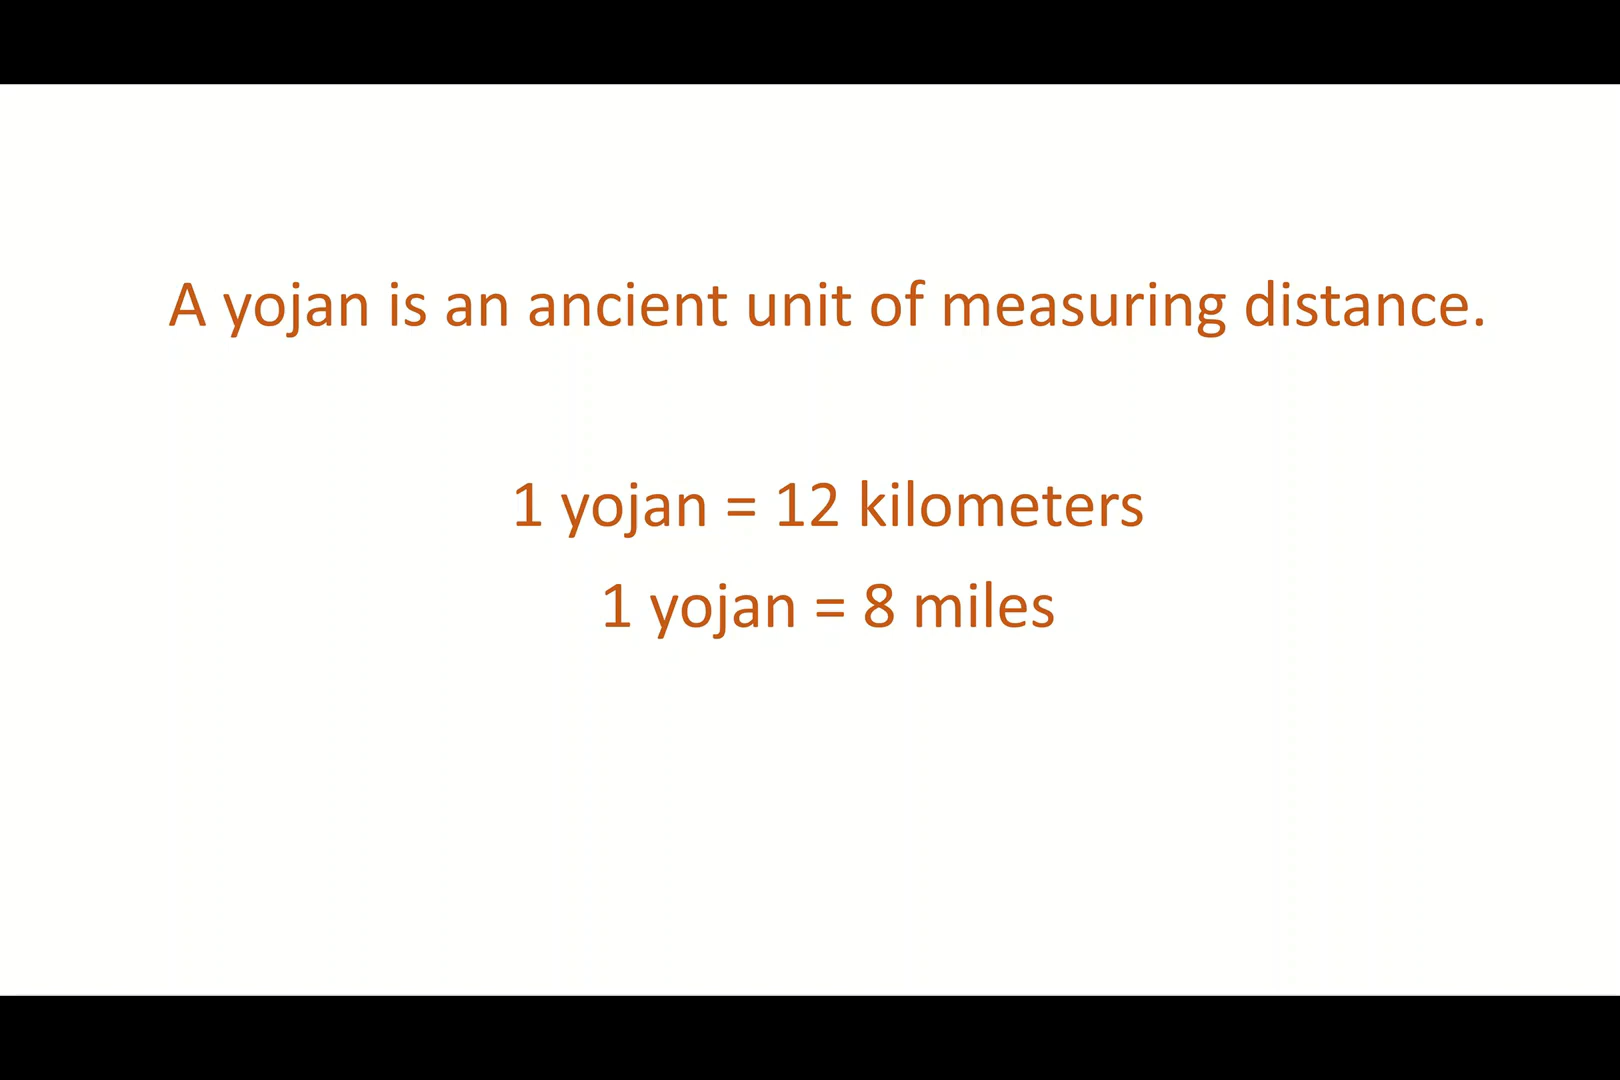 A yojan is an ancient unit of measuring distance.
1 yojan = 12 kilometers
1 yojan = 8 miles